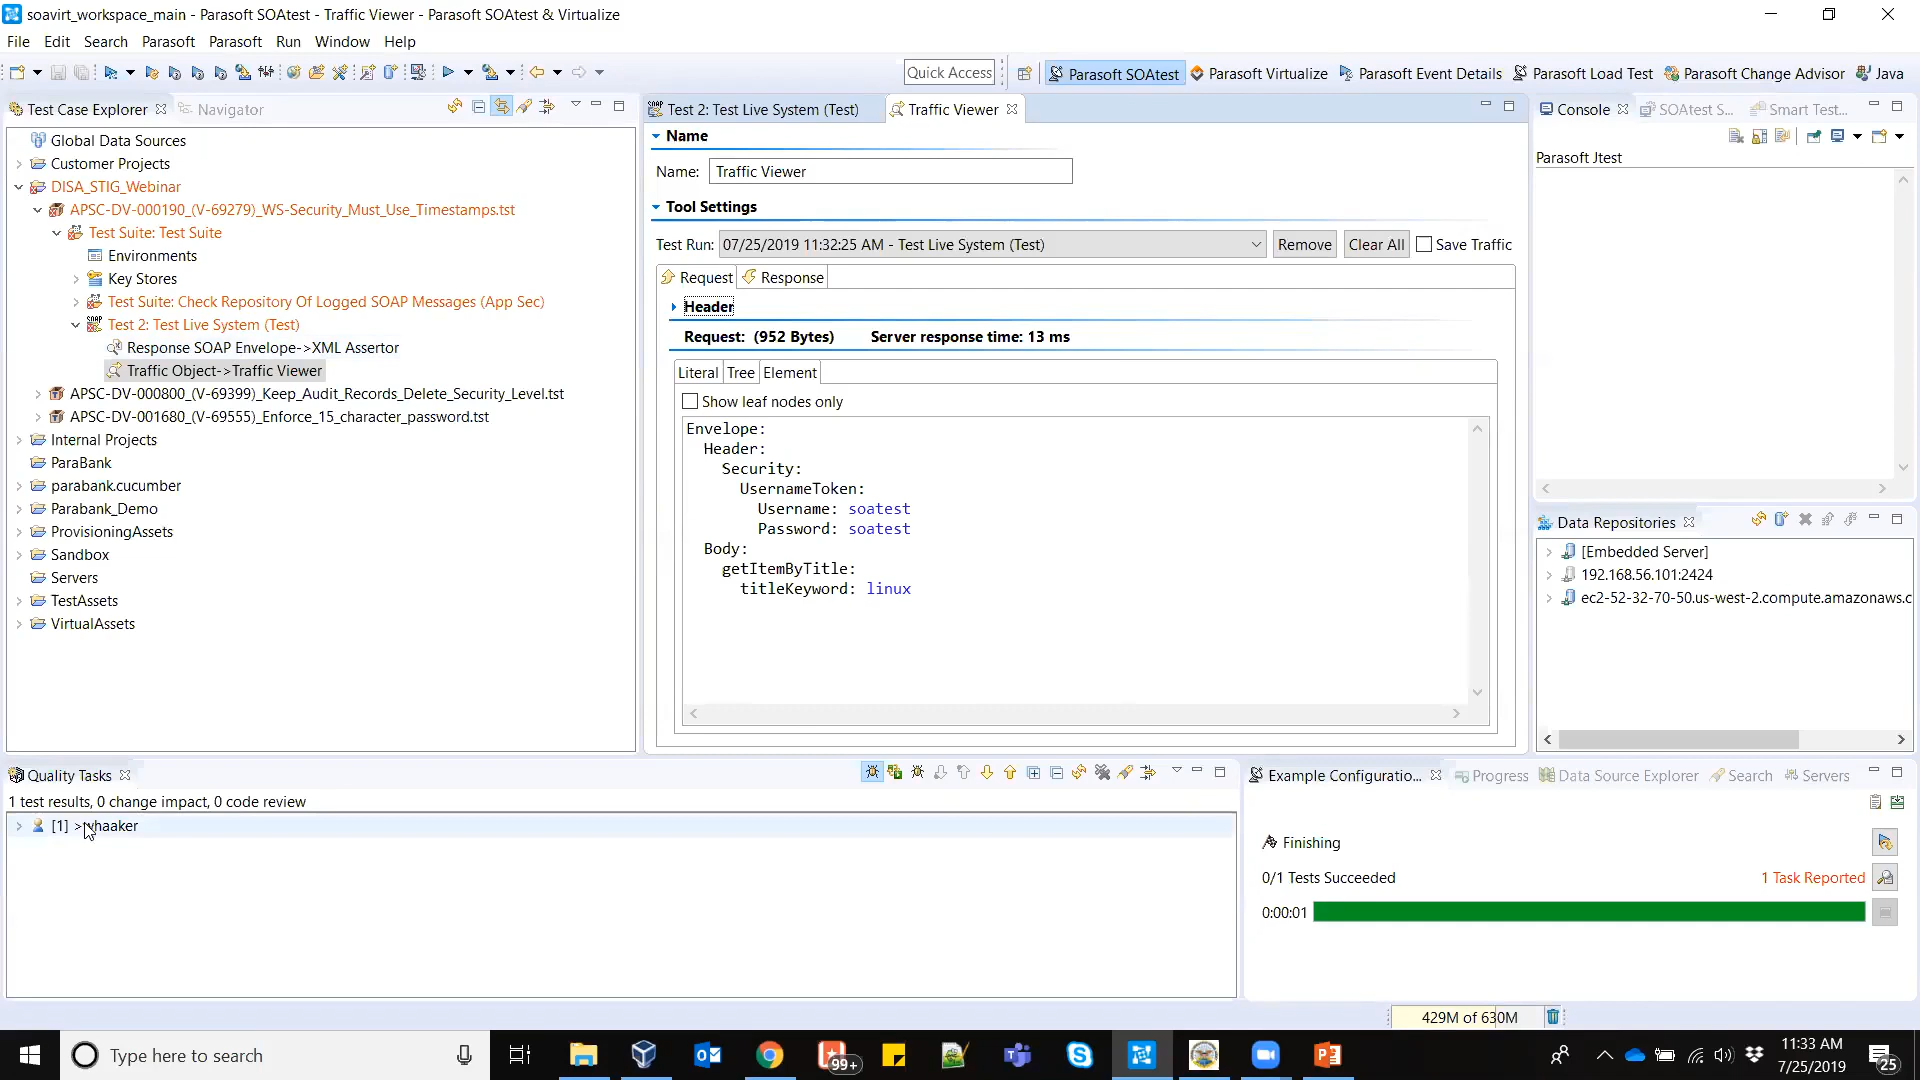 soavirt_workspace_main - Parasoft SOAtest - Traffic Viewer - Parasoft SOAtest & Virtualize
File Edit Search Parasoft Parasoft Run Window Help
Quick Access Parasoft SOAtest Parasoft Virtualize Parasoft Event Details Parasoft Load Test Parasoft Change Advisor Java
Test Case Explorer Navigator
Global Data Sources
Customer Projects
DISA_STIG_Webinar
APSC-DV-000190_(V-69279)_WS-Security_Must_Use_Timestamps.tst
Test Suite: Test Suite
Environments
Key Stores
Test Suite: Check Repository Of Logged SOAP Messages (App Sec)
Test 2: Test Live System (Test)
Response SOAP Envelope->XML Assertor
Traffic Object->Traffic Viewer
APSC-DV-000800_(V-69399)_Keep_Audit_Records_Delete_Security_Level.tst
APSC-DV-001680_(V-69555)_Enforce_15_character_password.tst
Internal Projects
ParaBank
parabank.cucumber
Parabank_Demo
ProvisioningAssets
Sandbox
Servers
TestAssets
VirtualAssets
Test 2: Test Live System (Test) Traffic Viewer
Name
Name: Traffic Viewer
Tool Settings
Test Run: 07/25/2019 11:32:25 AM - Test Live System (Test) Remove Clear All Save Traffic
Request Response
Header
Request: (952 Bytes) Server response time: 13 ms
Literal Tree Element
Show leaf nodes only
Envelope:
Header:
Security:
UsernameToken:
Username: soatest
Password: soatest
Body:
getItemByTitle:
titleKeyword: linux
Console SOAtest S... Smart Test...
Parasoft Jtest
Data Repositories
[Embedded Server]
192.168.56.101:2424
ec2-52-32-70-50.us-west-2.compute.amazonaws.c
Quality Tasks
1 test results, 0 change impact, 0 code review
[1] >whaaker
Example Configuratio... Progress Data Source Explorer Search Servers
Finishing
0/1 Tests Succeeded 1 Task Reported
0:00:01
429M of 630M
Type here to search
99+
11:33 AM
7/25/2019
25